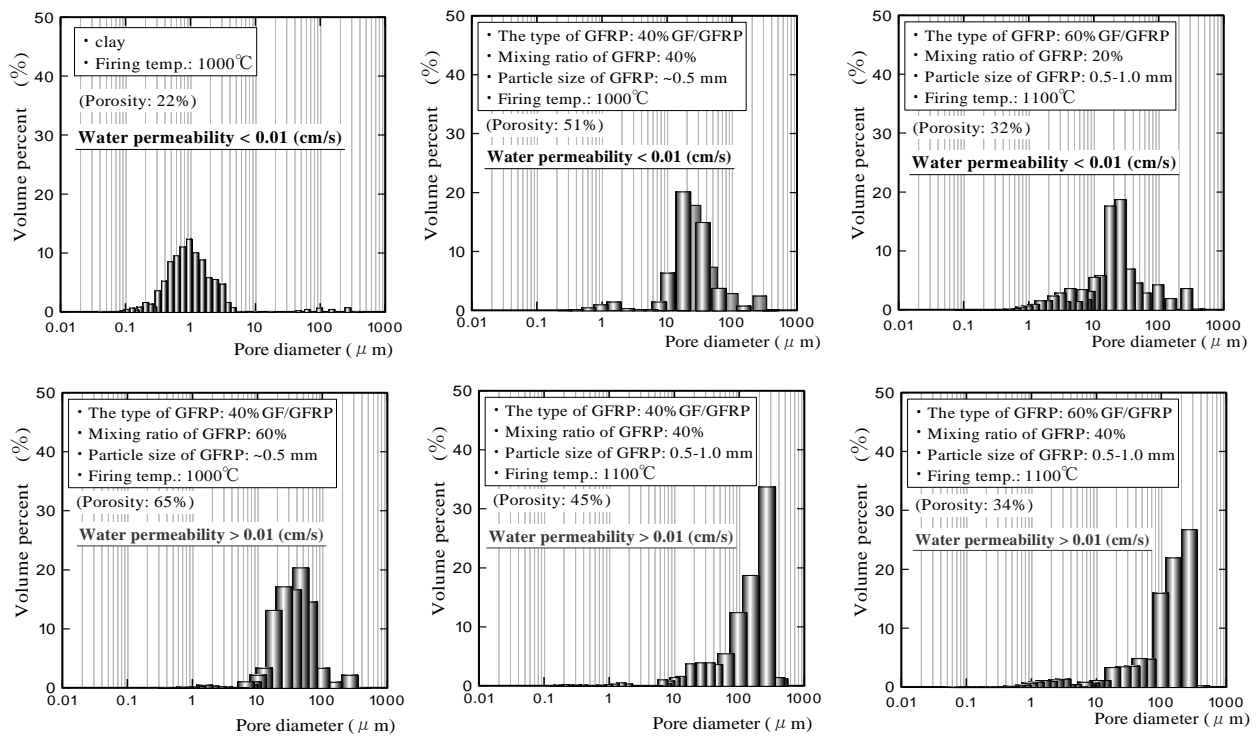 50
40
30
20
10
0
Volume percent (%)
・ clay
・ Firing temp.: 1000℃
(Porosity: 22%)
Water permeability < 0.01 (cm/s)
0.01 0.1 1 10 100 1000
Pore diameter ( μ m)
50
40
30
20
10
0
Volume percent (%)
・ The type of GFRP: 40% GF/GFRP
・ Mixing ratio of GFRP: 40%
・ Particle size of GFRP: ~0.5 mm
・ Firing temp.: 1000℃
(Porosity: 51%)
Water permeability < 0.01 (cm/s)
0.01 0.1 1 10 100 1000
Pore diameter ( μ m)
50
40
30
20
10
0
Volume percent (%)
・ The type of GFRP: 60% GF/GFRP
・ Mixing ratio of GFRP: 20%
・ Particle size of GFRP: 0.5-1.0 mm
・ Firing temp.: 1100℃
(Porosity: 32%)
Water permeability < 0.01 (cm/s)
0.01 0.1 1 10 100 1000
Pore diameter ( μ m)
50
40
30
20
10
0
Volume percent (%)
・ The type of GFRP: 40% GF/GFRP
・ Mixing ratio of GFRP: 60%
・ Particle size of GFRP: ~0.5 mm
・ Firing temp.: 1000℃
(Porosity: 65%)
Water permeability > 0.01 (cm/s)
0.01 0.1 1 10 100 1000
Pore diameter ( μ m)
50
40
30
20
10
0
Volume percent (%)
・ The type of GFRP: 40% GF/GFRP
・ Mixing ratio of GFRP: 40%
・ Particle size of GFRP: 0.5-1.0 mm
・ Firing temp.: 1100℃
(Porosity: 45%)
Water permeability > 0.01 (cm/s)
0.01 0.1 1 10 100 1000
Pore diameter ( μ m)
50
40
30
20
10
0
Volume percent (%)
・ The type of GFRP: 60% GF/GFRP
・ Mixing ratio of GFRP: 40%
・ Particle size of GFRP: 0.5-1.0 mm
・ Firing temp.: 1100℃
(Porosity: 34%)
Water permeability > 0.01 (cm/s)
0.01 0.1 1 10 100 1000
Pore diameter ( μ m)